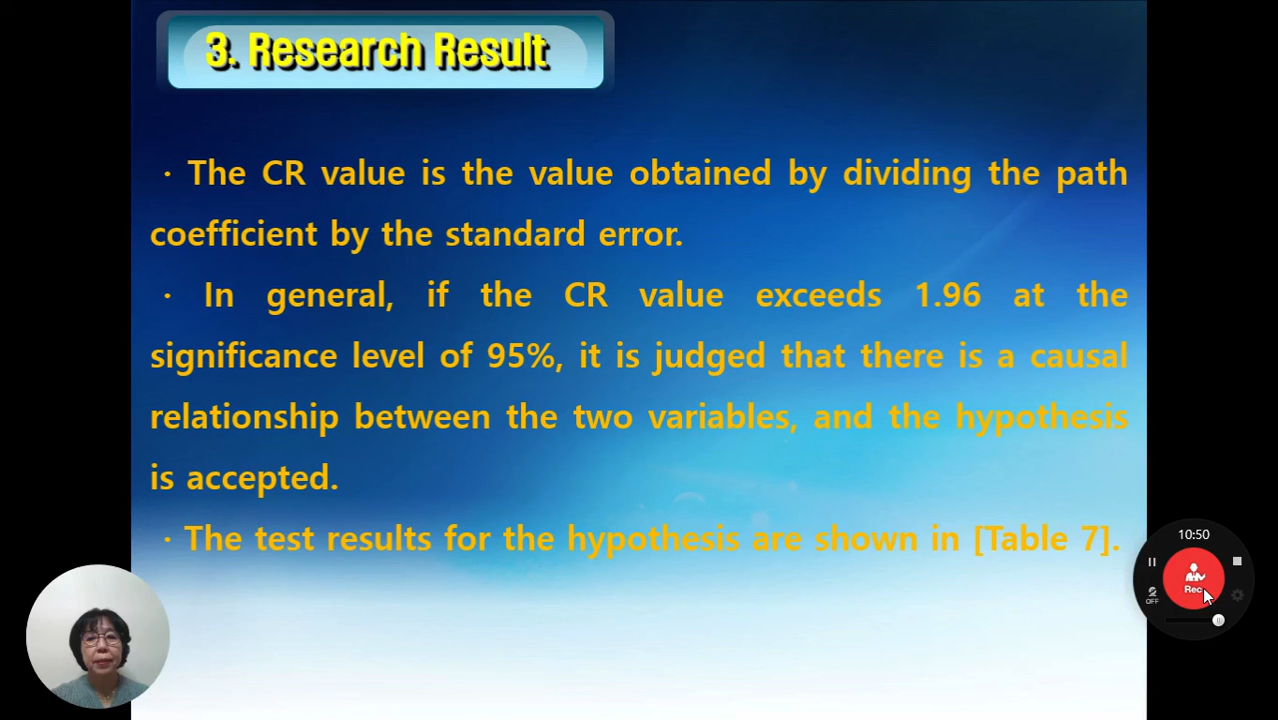 3. Research Result
· The CR value is the value obtained by dividing the path
coefficient by the standard error.
· In general, if the CR value exceeds 1.96 at the
significance level of 95%, it is judged that there is a causal
relationship between the two variables, and the hypothesis
is accepted.
· The test results for the hypothesis are shown in [Table 7].
10:50
Rec
OFF